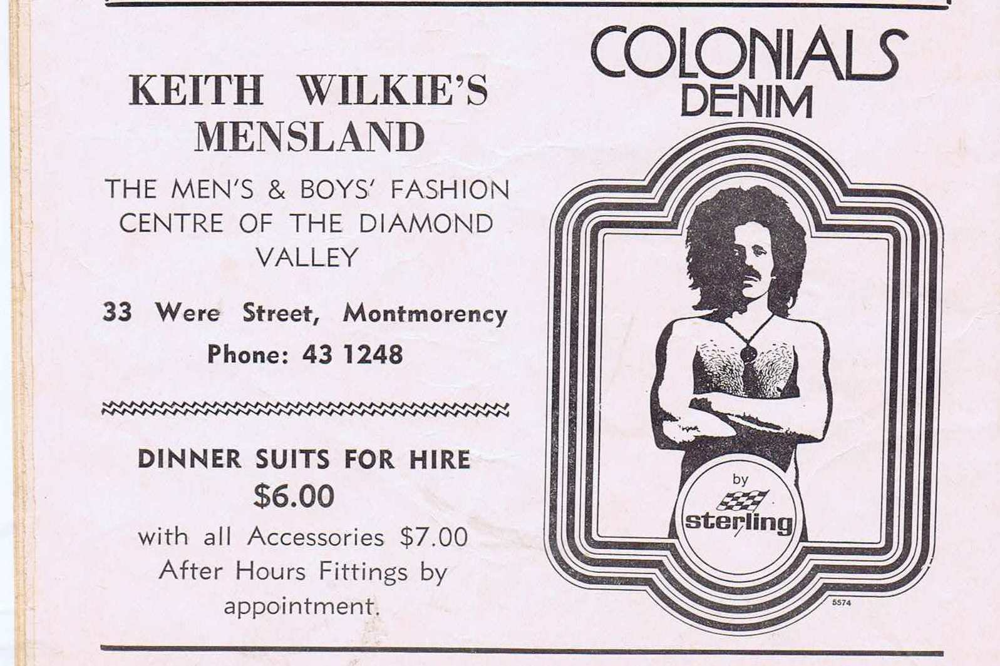 KEITH WILKIE'S
MENSLAND
THE MEN'S & BOYS' FASHION
CENTRE OF THE DIAMOND
VALLEY
33 Were Street, Montmorency
Phone: 43 1248
DINNER SUITS FOR HIRE
$6.00
with all Accessories $7.00
After Hours Fittings by
appointment.
COLONIALS
DENIM
by
sterling
5574